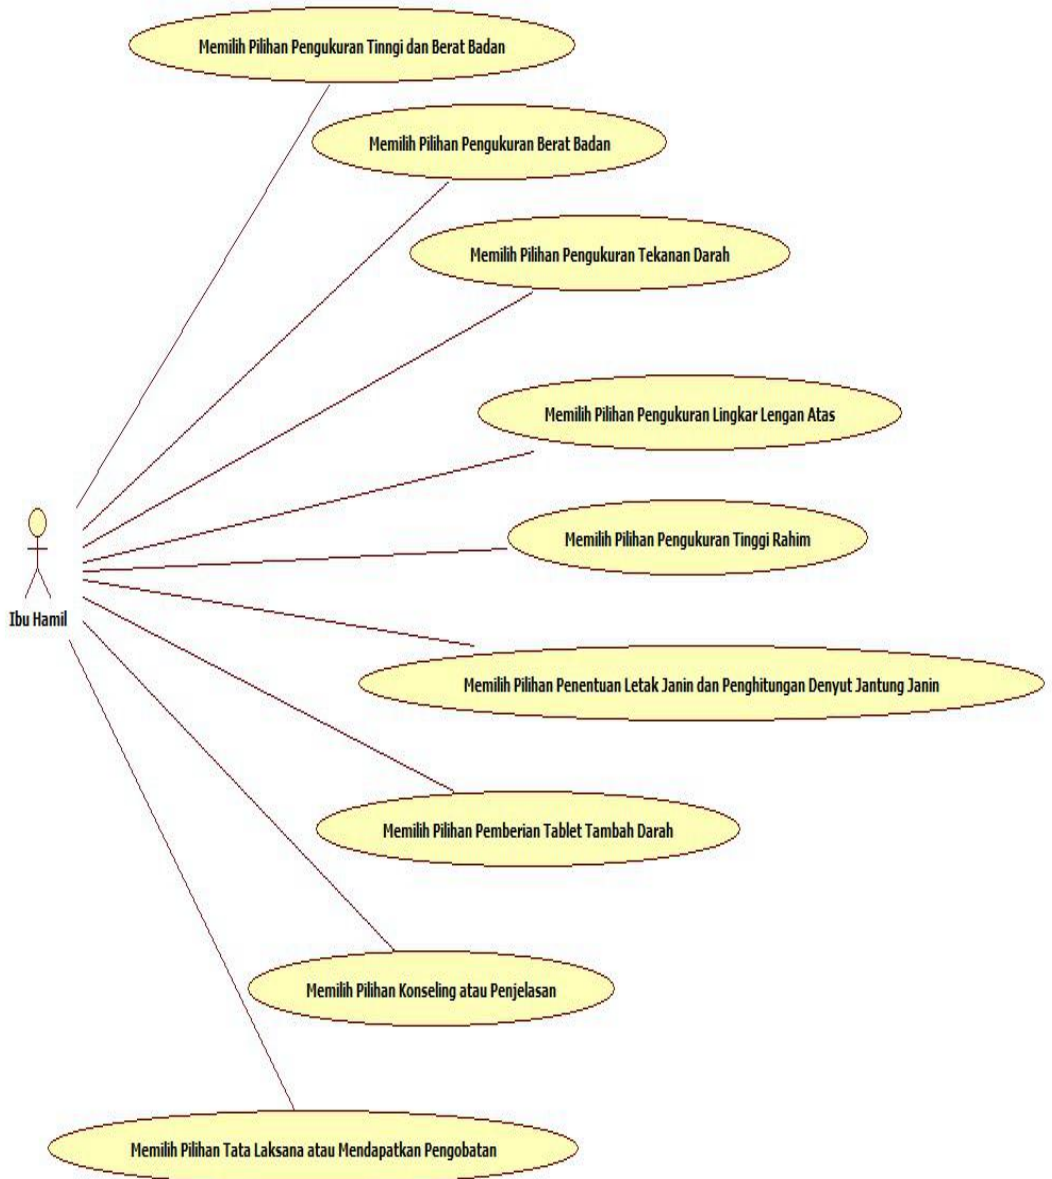 Memilih Pilihan Pengukuran Tinngi dan Berat Badan
Memilih Pilihan Pengukuran Berat Badan
Memilih Pilihan Pengukuran Tekanan Darah
Memilih Pilihan Pengukuran Lingkar Lengan Atas
Memilih Pilihan Pengukuran Tinggi Rahim
Ibu Hamil
Memilih Pilihan Penentuan Letak Janin dan Penghitungan Denyut Jantung Janin
Memilih Pilihan Pemberian Tablet Tambah Darah
Memilih Pilihan Konseling atau Penjelasan
Memilih Pilihan Tata Laksana atau Mendapatkan Pengobatan